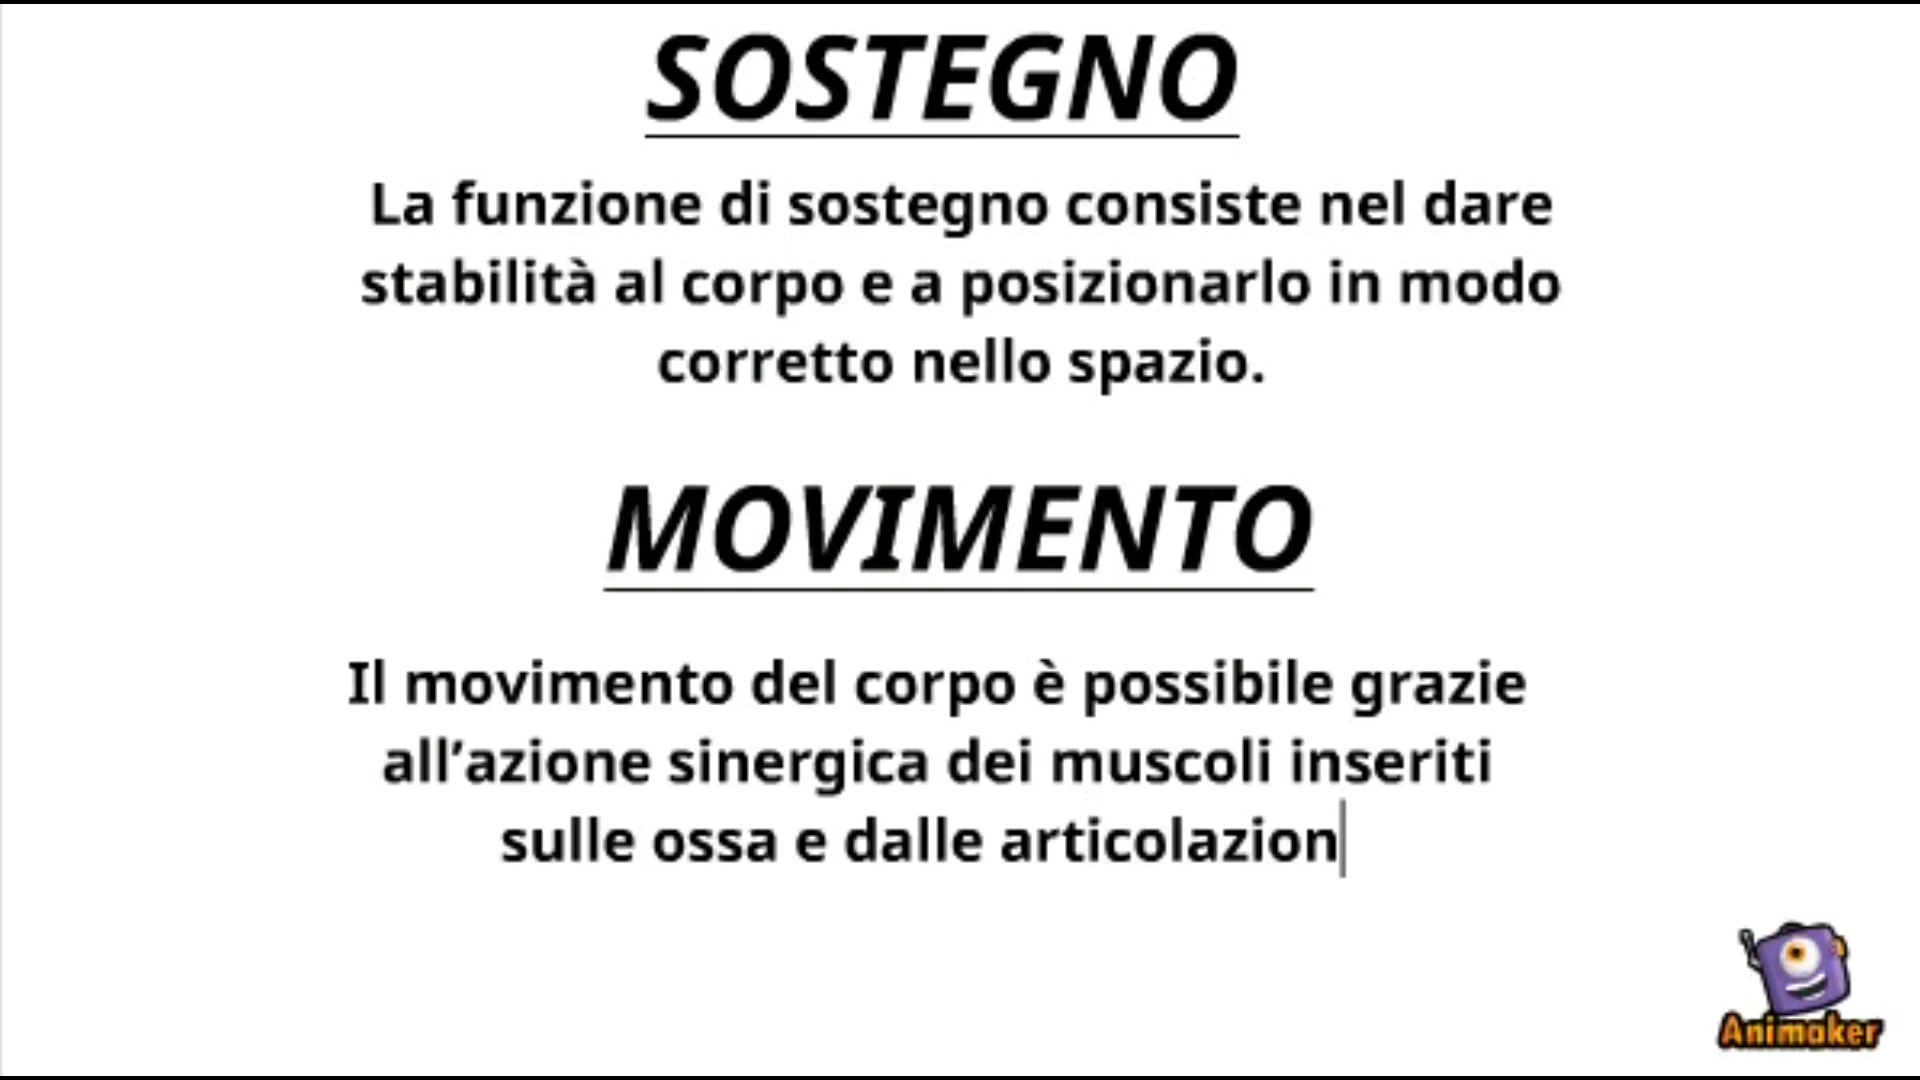 SOSTEGNO
La funzione di sostegno consiste nel dare
stabilità al corpo e a posizionarlo in modo
corretto nello spazio.
MOVIMENTO
Il movimento del corpo è possibile grazie
all’azione sinergica dei muscoli inseriti
sulle ossa e dalle articolazion
Animaker